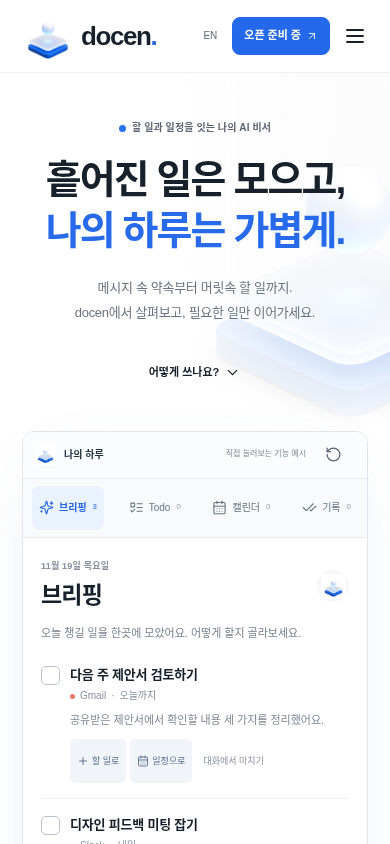 docen.
EN
오픈 준비 중
할 일과 일정을 잇는 나의 AI 비서
흩어진 일은 모으고,
나의 하루는 가볍게.
메시지 속 약속부터 머릿속 할 일까지.
docen에서 살펴보고, 필요한 일만 이어가세요.
어떻게 쓰나요?
나의 하루
직접 눌러보는 기능 예시
브리핑 3
Todo 0
캘린더 0
기록 0
11월 19일 목요일
브리핑
오늘 챙길 일을 한곳에 모았어요. 어떻게 할지 골라보세요.
다음 주 제안서 검토하기
Gmail · 오늘까지
공유받은 제안서에서 확인할 내용 세 가지를 정리했어요.
할 일로
일정으로
대화에서 마치기
디자인 피드백 미팅 잡기